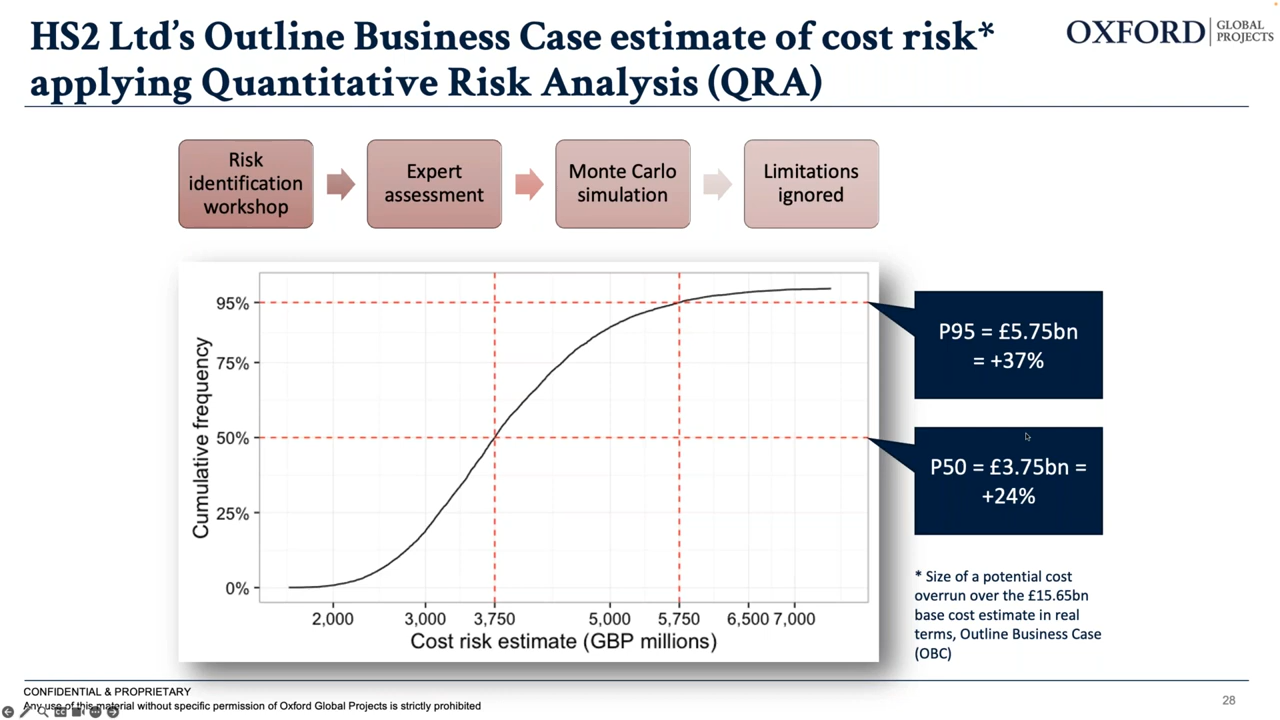 HS2 Ltd's Outline Business Case estimate of cost risk*
applying Quantitative Risk Analysis (QRA)
OXFORD
GLOBAL
PROJECTS
Risk
identification
workshop
Expert
assessment
Monte Carlo
simulation
Limitations
ignored
Cumulative frequency
95%
75%
50%
25%
0%
2,000
3,000
3,750
5,000
5,750
6,500
7,000
Cost risk estimate (GBP millions)
P95 = £5.75bn
= +37%
P50 = £3.75bn =
+24%
* Size of a potential cost
overrun over the £15.65bn
base cost estimate in real
terms, Outline Business Case
(OBC)
CONFIDENTIAL & PROPRIETARY
Any use of this material without specific permission of Oxford Global Projects is strictly prohibited
28